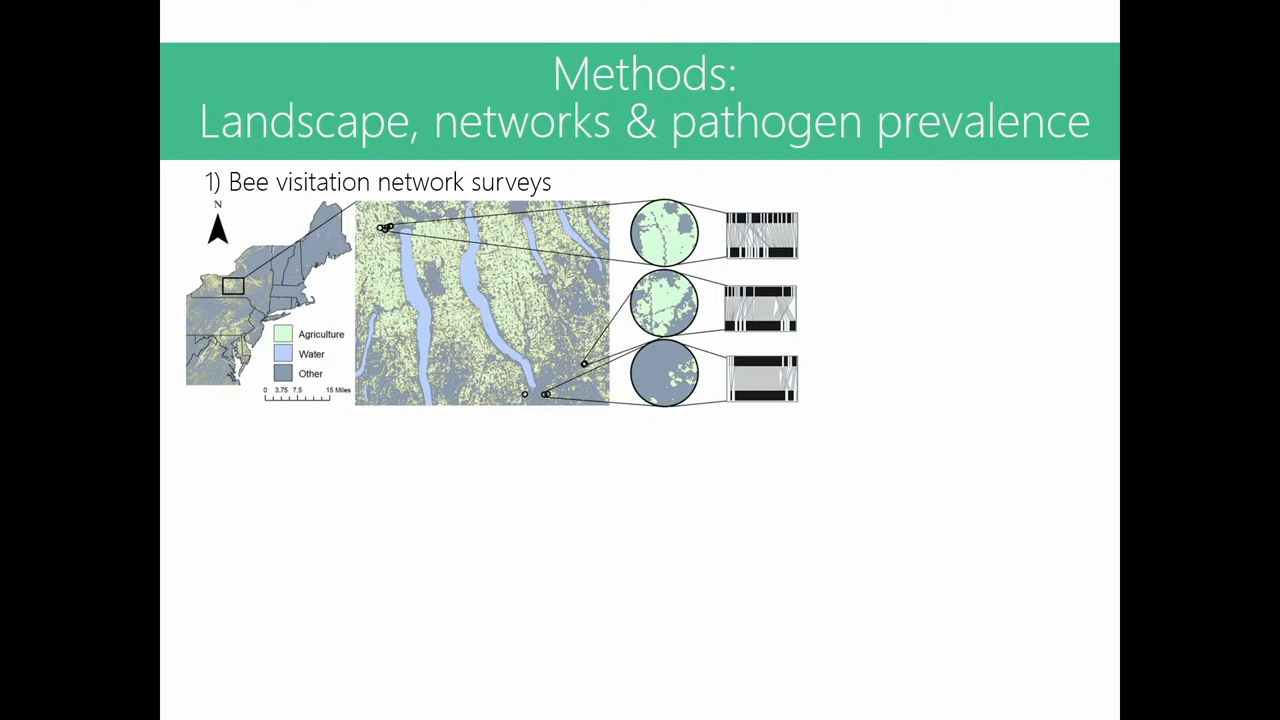 Methods:
Landscape, networks & pathogen prevalence
1) Bee visitation network surveys
N
Agriculture
Water
Other
0 3.75 7.5 15 Miles